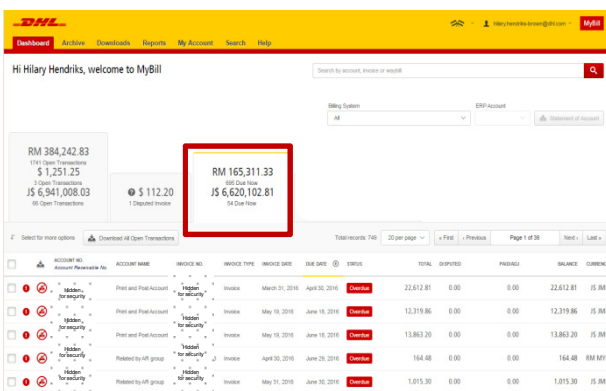 DHL
hilary.hendriks-brown@dhl.com
MyBill
Dashboard Archive Downloads Reports My Account Search Help
Hi Hilary Hendriks, welcome to MyBill
Search by account, invoice or waybill
Billing System
ERP Account
All
Statement of Account
RM 384,242.83
1741 Open Transactions
$ 1,251.25
3 Open Transactions
J$ 6,941,008.03
65 Open Transactions
$ 112.20
1 Disputed Invoice
RM 165,311.33
695 Due Now
J$ 6,620,102.81
54 Due Now
Select for more options Download All Open Transactions Total records: 749 20 per page « First ‹ Previous Page 1 of 38 Next › Last »
ACCOUNT NO
Account Receivable No.
ACCOUNT NAME INVOICE NO. INVOICE TYPE INVOICE DATE DUE DATE STATUS TOTAL DISPUTED PAID/ADJ BALANCE CURRENC
Hidden for security Print and Post Account Hidden for security Invoice March 31, 2016 April 30, 2016 Overdue 22,612.81 0.00 0.00 22,612.81 J$ JM
Hidden for security Print and Post Account Hidden for security Invoice May 19, 2016 June 18, 2016 Overdue 12,319.86 0.00 0.00 12,319.86 J$ JM
Hidden for security Print and Post Account Hidden for security Invoice May 19, 2016 June 18, 2016 Overdue 13,863.20 0.00 0.00 13,863.20 J$ JM
Hidden for security Related by AR group Hidden for security Invoice April 30, 2016 June 29, 2016 Overdue 164.48 0.00 0.00 164.48 RM MY
Hidden for security Related by AR group Hidden for security Invoice May 31, 2016 June 30, 2016 Overdue 1,015.30 0.00 0.00 1,015.30 J$ JM